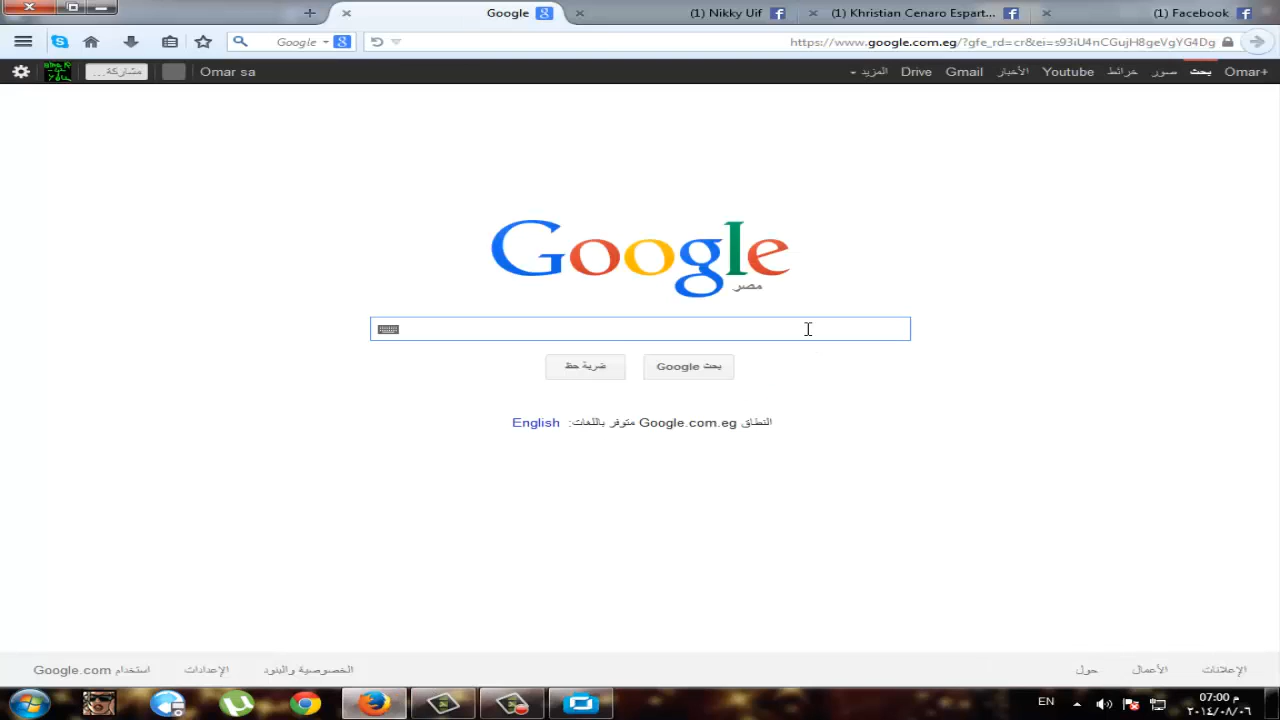 Facebook (1)
Khristian Cenaro Espart... (1)
Nikky Uif (1)
Google
https://www.google.com.eg/?gfe_rd=cr&ei=s93iU4nCGujH8geVgYG4Dg
Google
+Omar بحث صور خرائط Youtube الأخبار Gmail Drive المزيد
Omar sa
مشاركة...
Google
مصر
بحث Google
ضربة حظ
النطاق Google.com.eg متوفر باللغات: English
الإعلانات الأعمال حول
الخصوصية والبنود الإعدادات استخدام Google.com
EN
07:00 م
٢٠١٤/٠٨/٠٦